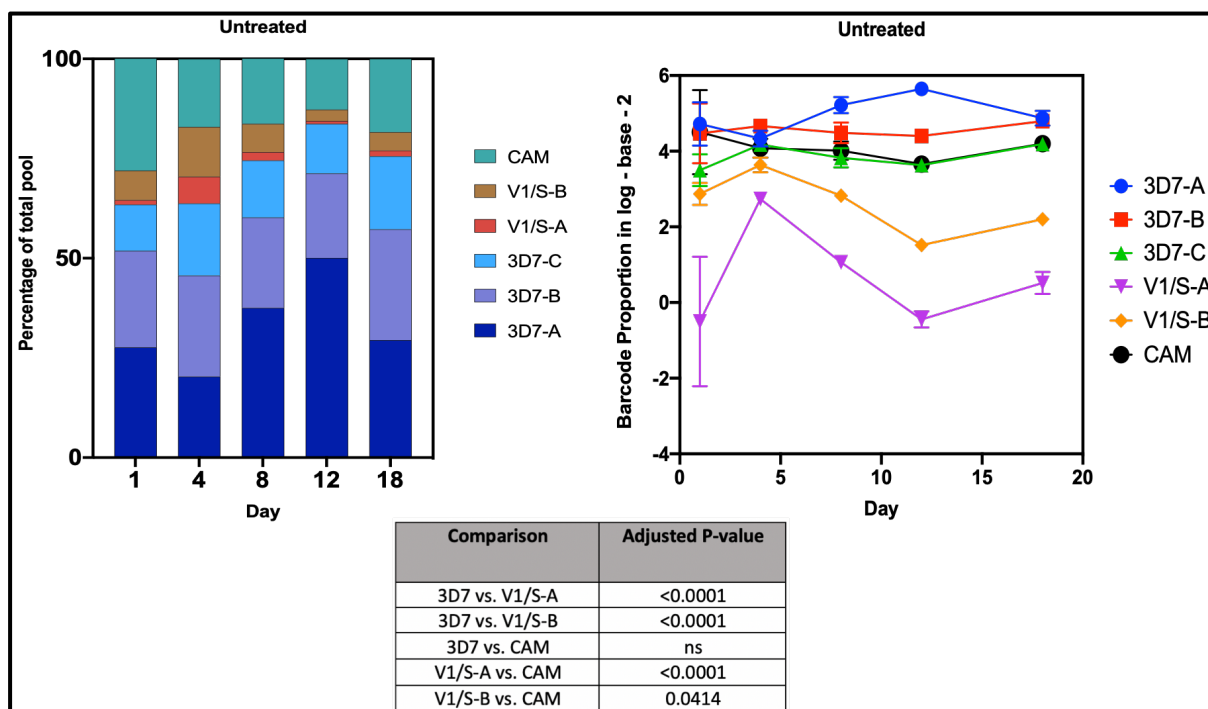 Untreated
Percentage of total pool
100
50
0
1 4 8 12 18
Day
CAM
V1/S-B
V1/S-A
3D7-C
3D7-B
3D7-A
Untreated
Barcode Proportion in log - base - 2
6
4
2
0
-2
-4
0 5 10 15 20
Day
3D7-A
3D7-B
3D7-C
V1/S-A
V1/S-B
CAM
Comparison Adjusted P-value
3D7 vs. V1/S-A <0.0001
3D7 vs. V1/S-B <0.0001
3D7 vs. CAM ns
V1/S-A vs. CAM <0.0001
V1/S-B vs. CAM 0.0414